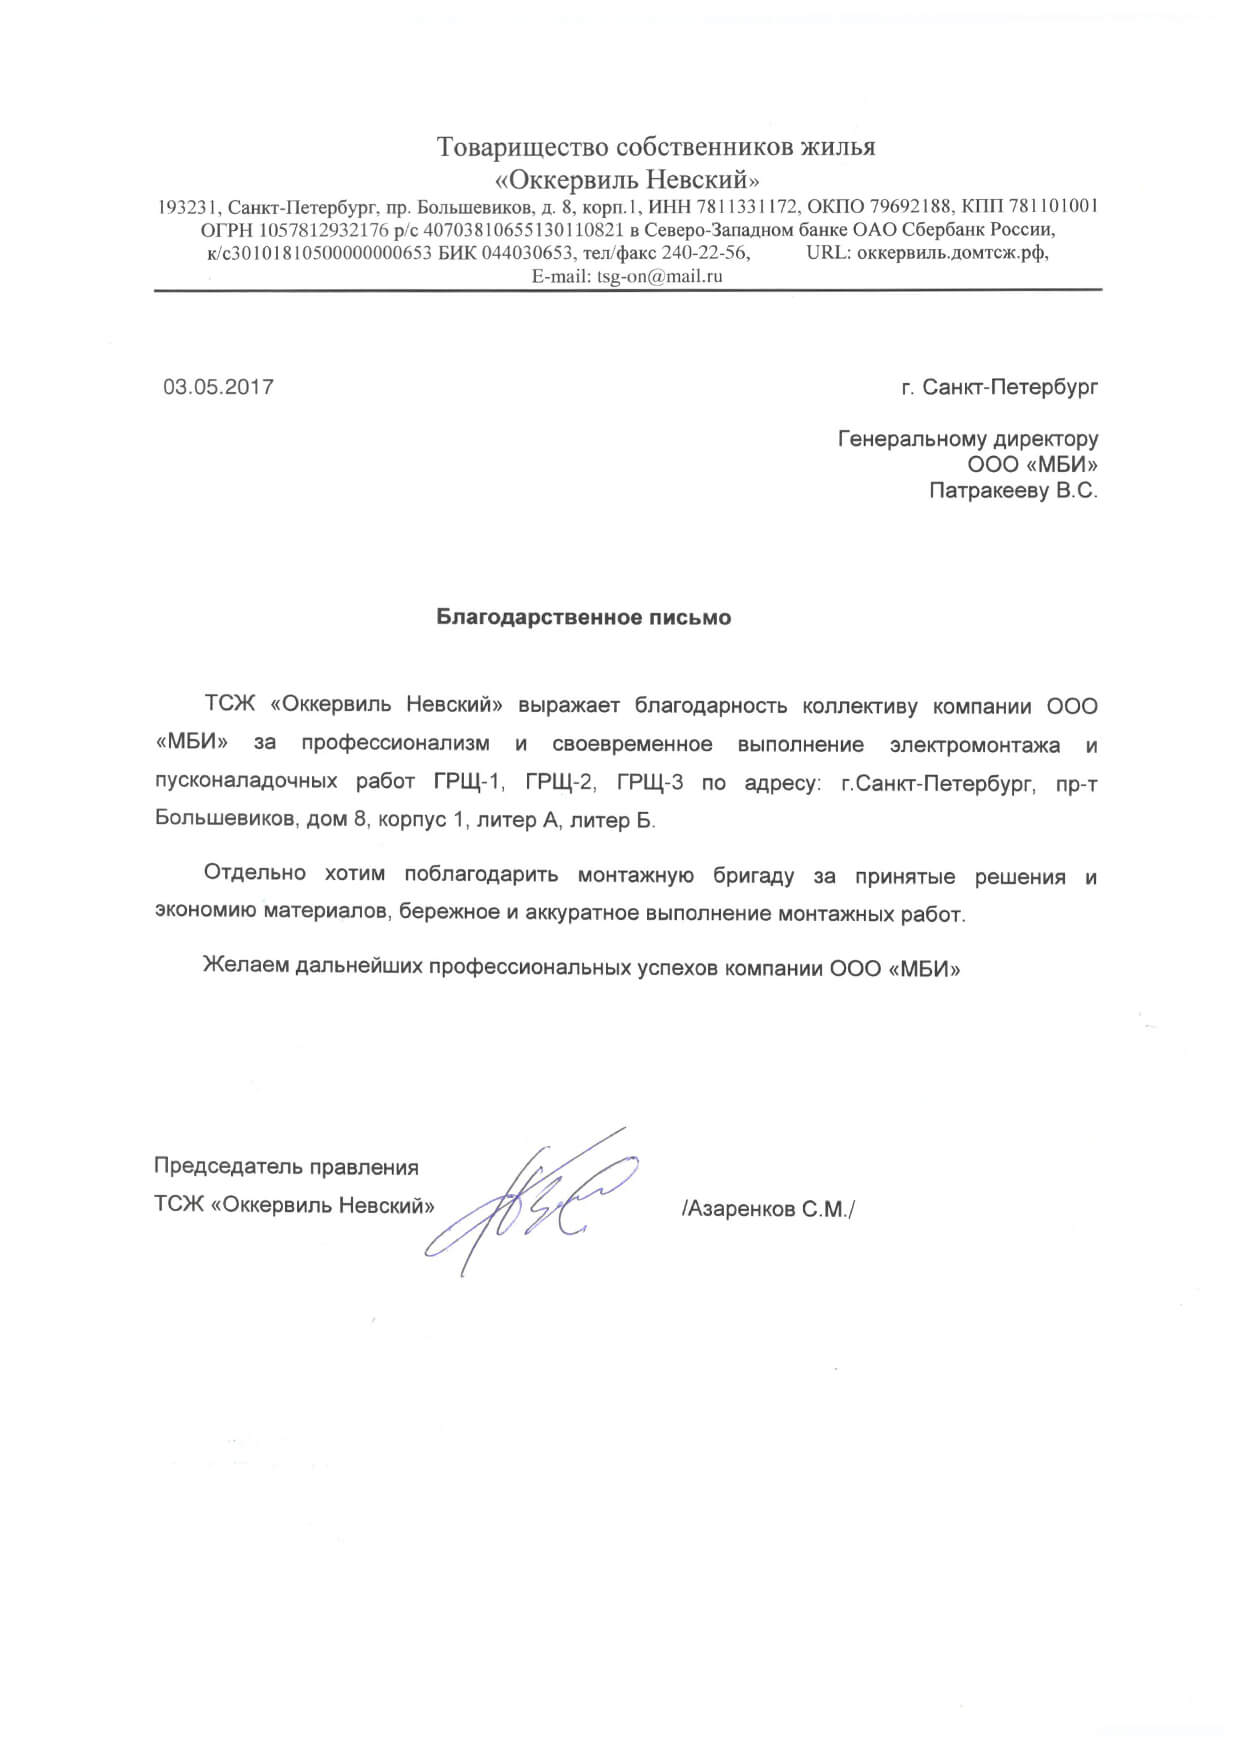 Товарищество собственников жилья
«Оккервиль Невский»
193231, Санкт-Петербург, пр. Большевиков, д. 8, корп.1, ИНН 7811331172, ОКПО 79692188, КПП 781101001
ОГРН 1057812932176 р/с 40703810655130110821 в Северо-Западном банке ОАО Сбербанк России,
к/с30101810500000000653 БИК 044030653, тел/факс 240-22-56, URL: оккервиль.домтсж.рф,
E-mail: tsg-on@mail.ru
03.05.2017 г. Санкт-Петербург
Генеральному директору
ООО «МБИ»
Патракееву В.С.
Благодарственное письмо
ТСЖ «Оккервиль Невский» выражает благодарность коллективу компании ООО
«МБИ» за профессионализм и своевременное выполнение электромонтажа и
пусконаладочных работ ГРЩ-1, ГРЩ-2, ГРЩ-3 по адресу: г.Санкт-Петербург, пр-т
Большевиков, дом 8, корпус 1, литер А, литер Б.
Отдельно хотим поблагодарить монтажную бригаду за принятые решения и
экономию материалов, бережное и аккуратное выполнение монтажных работ.
Желаем дальнейших профессиональных успехов компании ООО «МБИ»
Председатель правления
ТСЖ «Оккервиль Невский» /Азаренков С.М./